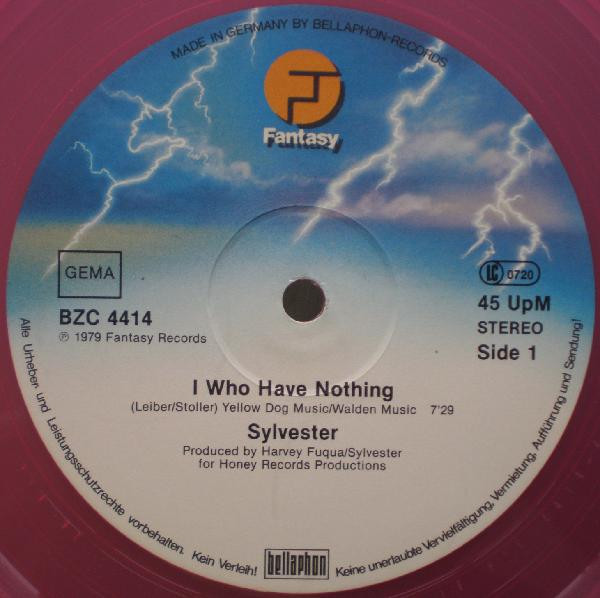 MADE IN GERMANY BY BELLAPHON-RECORDS
Fantasy
GEMA
BZC 4414
℗ 1979 Fantasy Records
LC 0720
45 UpM
STEREO
Side 1
I Who Have Nothing
(Leiber/Stoller) Yellow Dog Music/Walden Music 7'29
Sylvester
Produced by Harvey Fuqua/Sylvester
for Honey Records Productions
Alle Urheber- und Leistungsschutzrechte vorbehalten. Kein Verleih!
bellaphon
Keine unerlaubte Vervielfältigung, Vermietung, Aufführung und Sendung!